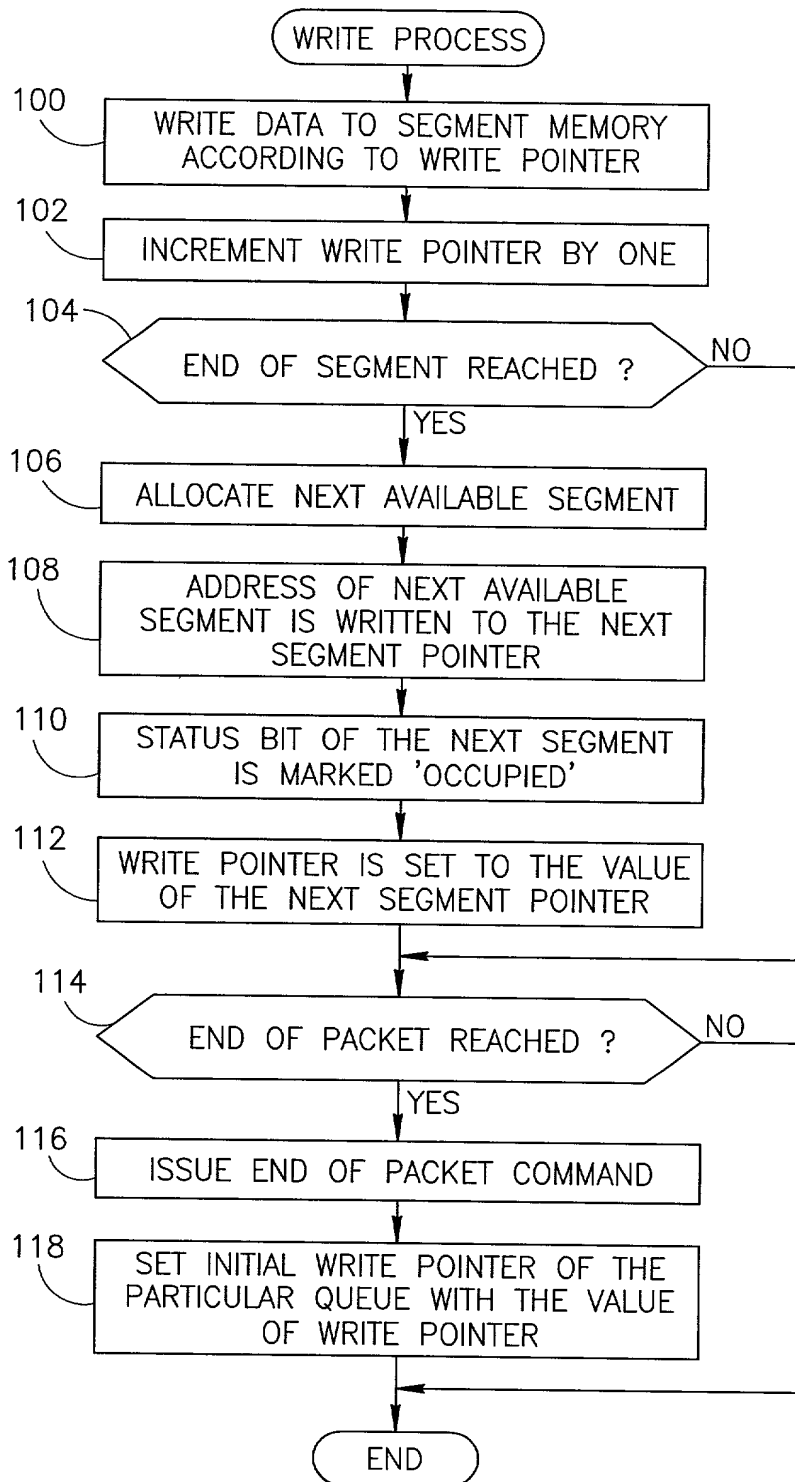 WRITE PROCESS
100
WRITE DATA TO SEGMENT MEMORY
ACCORDING TO WRITE POINTER
102
INCREMENT WRITE POINTER BY ONE
104
END OF SEGMENT REACHED ?
NO
YES
106
ALLOCATE NEXT AVAILABLE SEGMENT
108
ADDRESS OF NEXT AVAILABLE
SEGMENT IS WRITTEN TO THE NEXT
SEGMENT POINTER
110
STATUS BIT OF THE NEXT SEGMENT
IS MARKED 'OCCUPIED'
112
WRITE POINTER IS SET TO THE VALUE
OF THE NEXT SEGMENT POINTER
114
END OF PACKET REACHED ?
NO
YES
116
ISSUE END OF PACKET COMMAND
118
SET INITIAL WRITE POINTER OF THE
PARTICULAR QUEUE WITH THE VALUE
OF WRITE POINTER
END